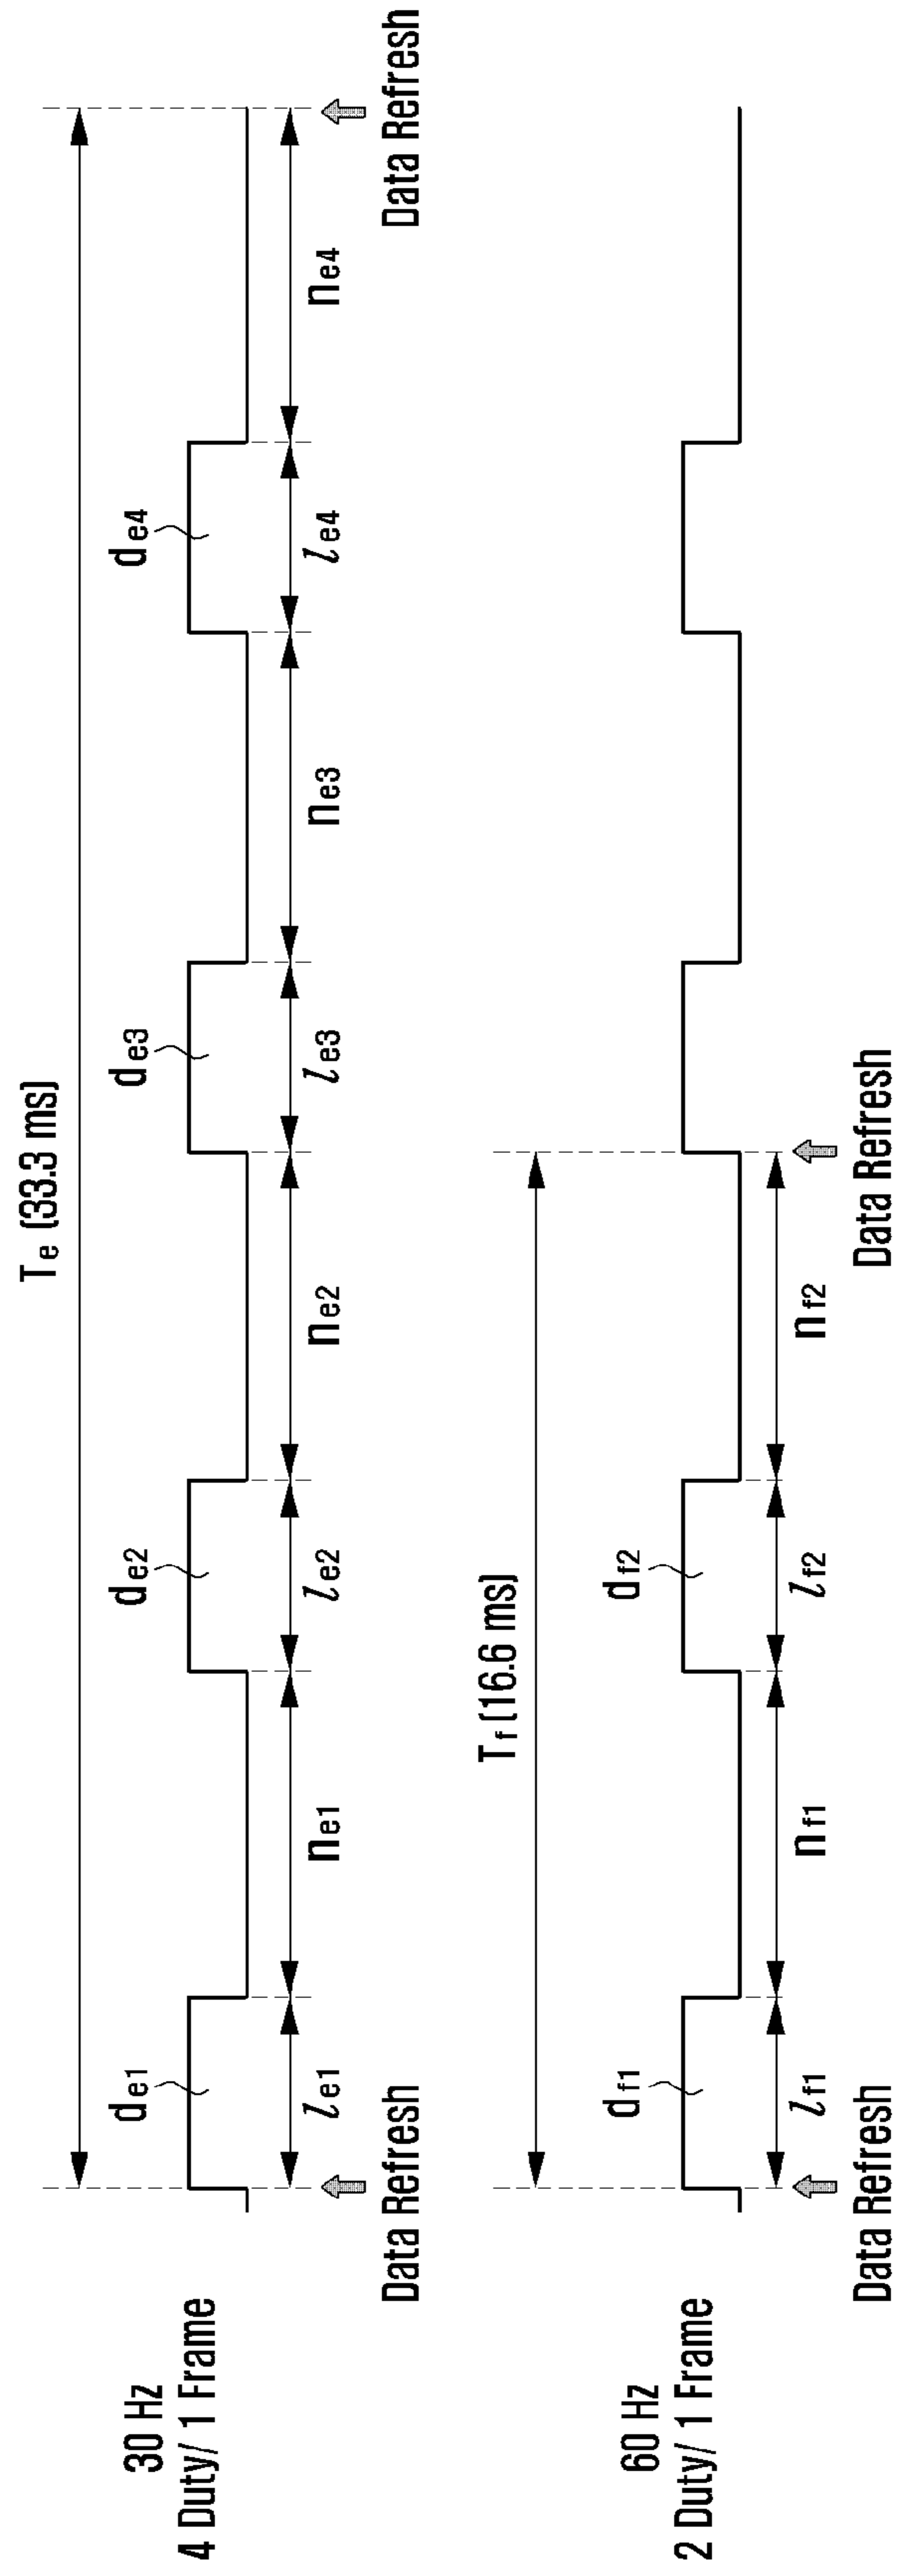 Te (33.3 ms)
30 Hz
4 Duty/ 1 Frame
de1
de2
de3
de4
le1
ne1
le2
ne2
le3
ne3
le4
ne4
Data Refresh
Data Refresh
Tf (16.6 ms)
60 Hz
2 Duty/ 1 Frame
df1
df2
lf1
nf1
lf2
nf2
Data Refresh
Data Refresh